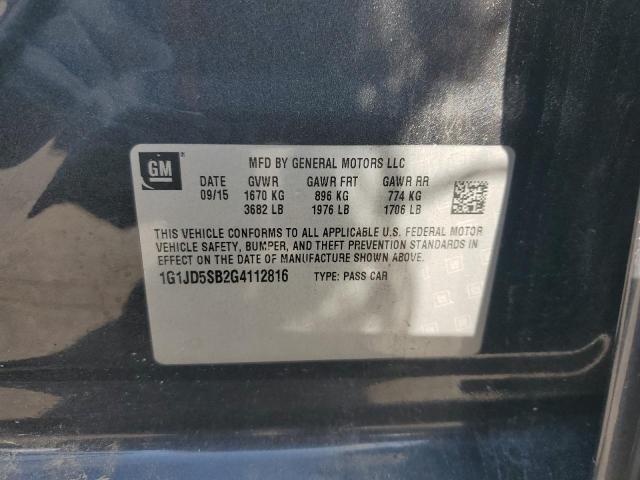 GM
MFD BY GENERAL MOTORS LLC
DATE GVWR GAWR FRT GAWR RR
09/15 1670 KG 896 KG 774 KG
3682 LB 1976 LB 1706 LB
THIS VEHICLE CONFORMS TO ALL APPLICABLE U.S. FEDERAL MOTOR
VEHICLE SAFETY, BUMPER, AND THEFT PREVENTION STANDARDS IN
EFFECT ON THE DATE OF MANUFACTURE SHOWN ABOVE.
1G1JD5SB2G4112816 TYPE: PASS CAR